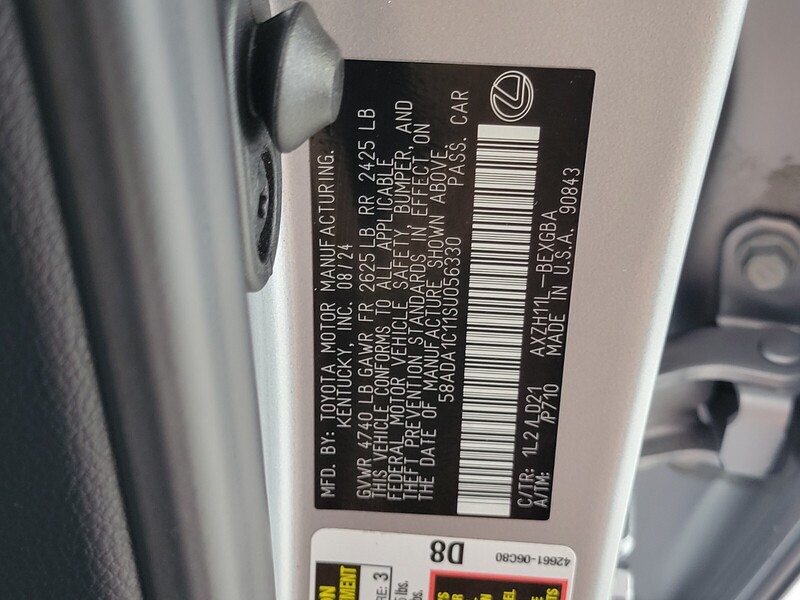 MFD. BY: TOYOTA MOTOR MANUFACTURING.
KENTUCKY, INC. 08/24
GVWR 4740 LB GAWR FR 2625 LB RR 2425 LB
THIS VEHICLE CONFORMS TO ALL APPLICABLE
FEDERAL MOTOR VEHICLE SAFETY, BUMPER, AND
THEFT PREVENTION STANDARDS IN EFFECT ON
THE DATE OF MANUFACTURE SHOWN ABOVE.
58ADA1C11SU056330 PASS. CAR
C/TR: 1L2 / LD21 AXZH11L-BEXGBA
A/TM: /P710 MADE IN U.S.A. 90843
D8
42661-06C80
3
lbs.